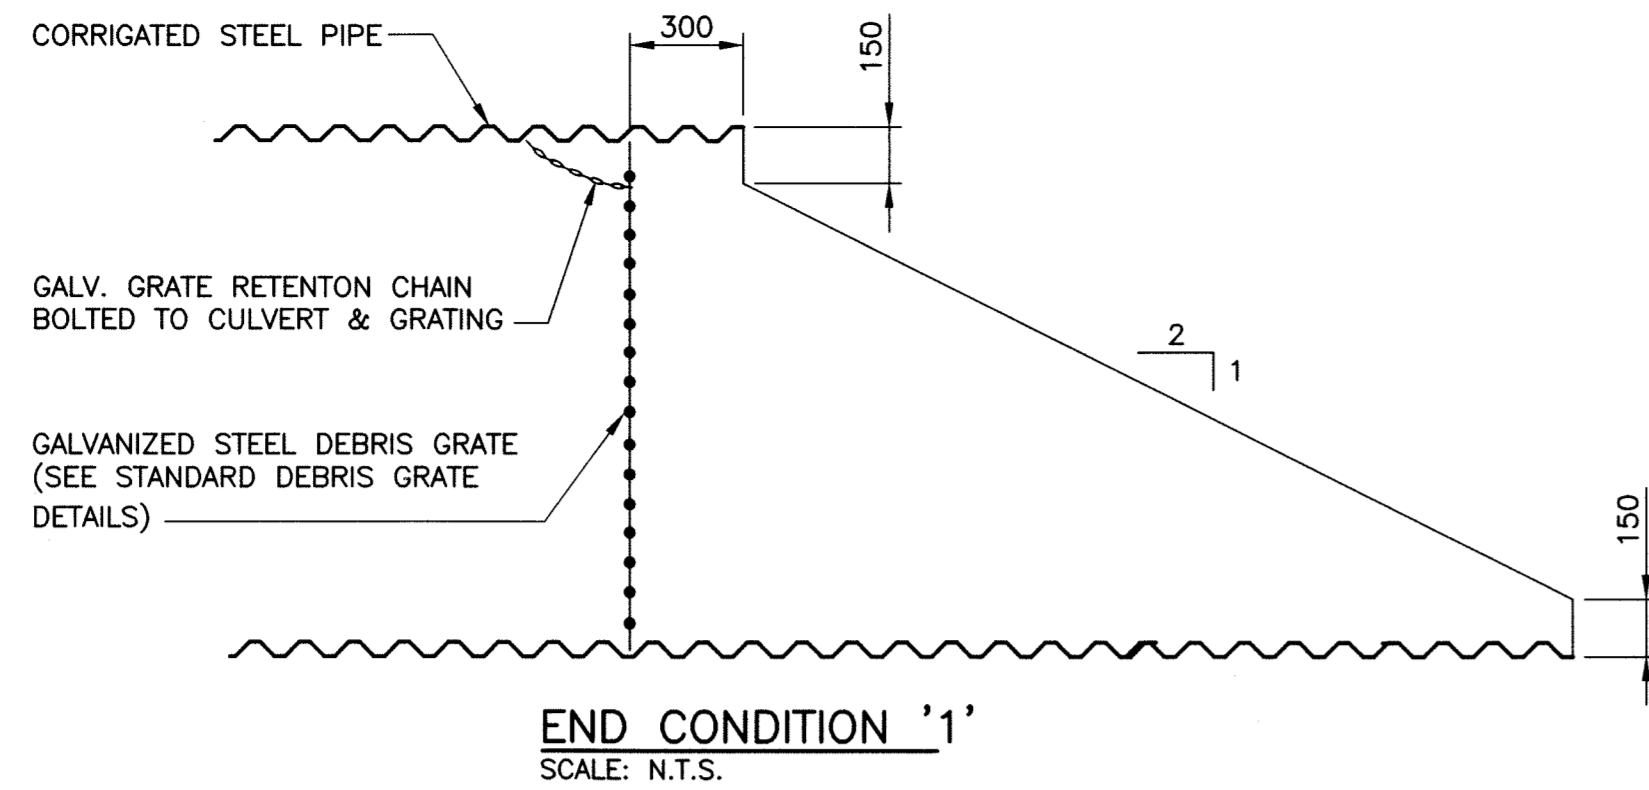 CORRIGATED STEEL PIPE
300
150
GALV. GRATE RETENTON CHAIN
BOLTED TO CULVERT & GRATING
2
1
GALVANIZED STEEL DEBRIS GRATE
(SEE STANDARD DEBRIS GRATE
DETAILS)
150
END CONDITION '1'
SCALE: N.T.S.